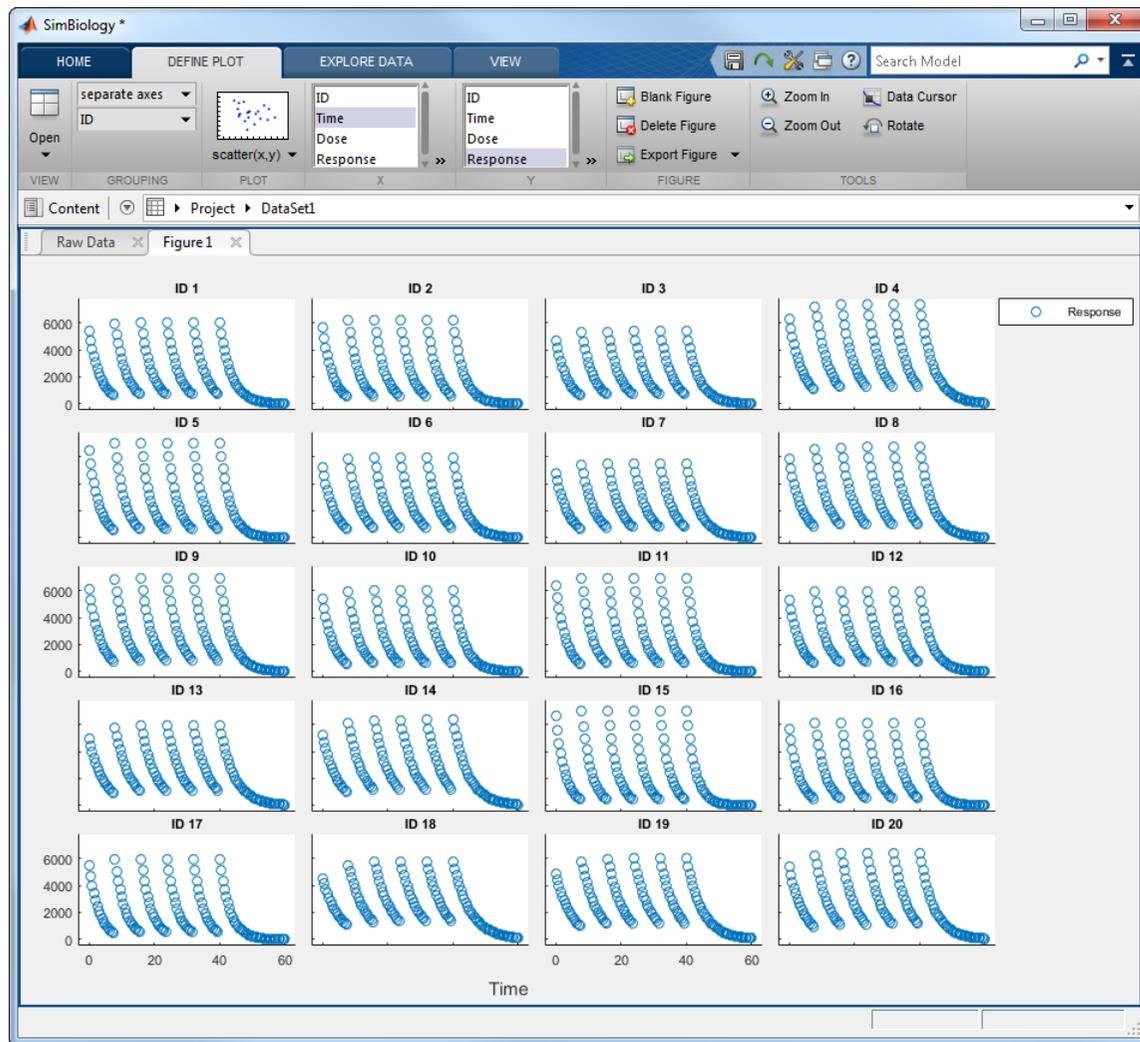 SimBiology *
HOME DEFINE PLOT EXPLORE DATA VIEW Search Model
separate axes
ID
Open
scatter(x,y)
ID
Time
Dose
Response
ID
Time
Dose
Response
Blank Figure
Delete Figure
Export Figure
Zoom In Data Cursor
Zoom Out Rotate
VIEW GROUPING PLOT X Y FIGURE TOOLS
Content Project DataSet1
Raw Data Figure1
ID 1 ID 2 ID 3 ID 4
Response
6000
4000
2000
0
ID 5 ID 6 ID 7 ID 8
ID 9 ID 10 ID 11 ID 12
6000
4000
2000
0
ID 13 ID 14 ID 15 ID 16
ID 17 ID 18 ID 19 ID 20
6000
4000
2000
0
0 20 40 60 0 20 40 60
Time